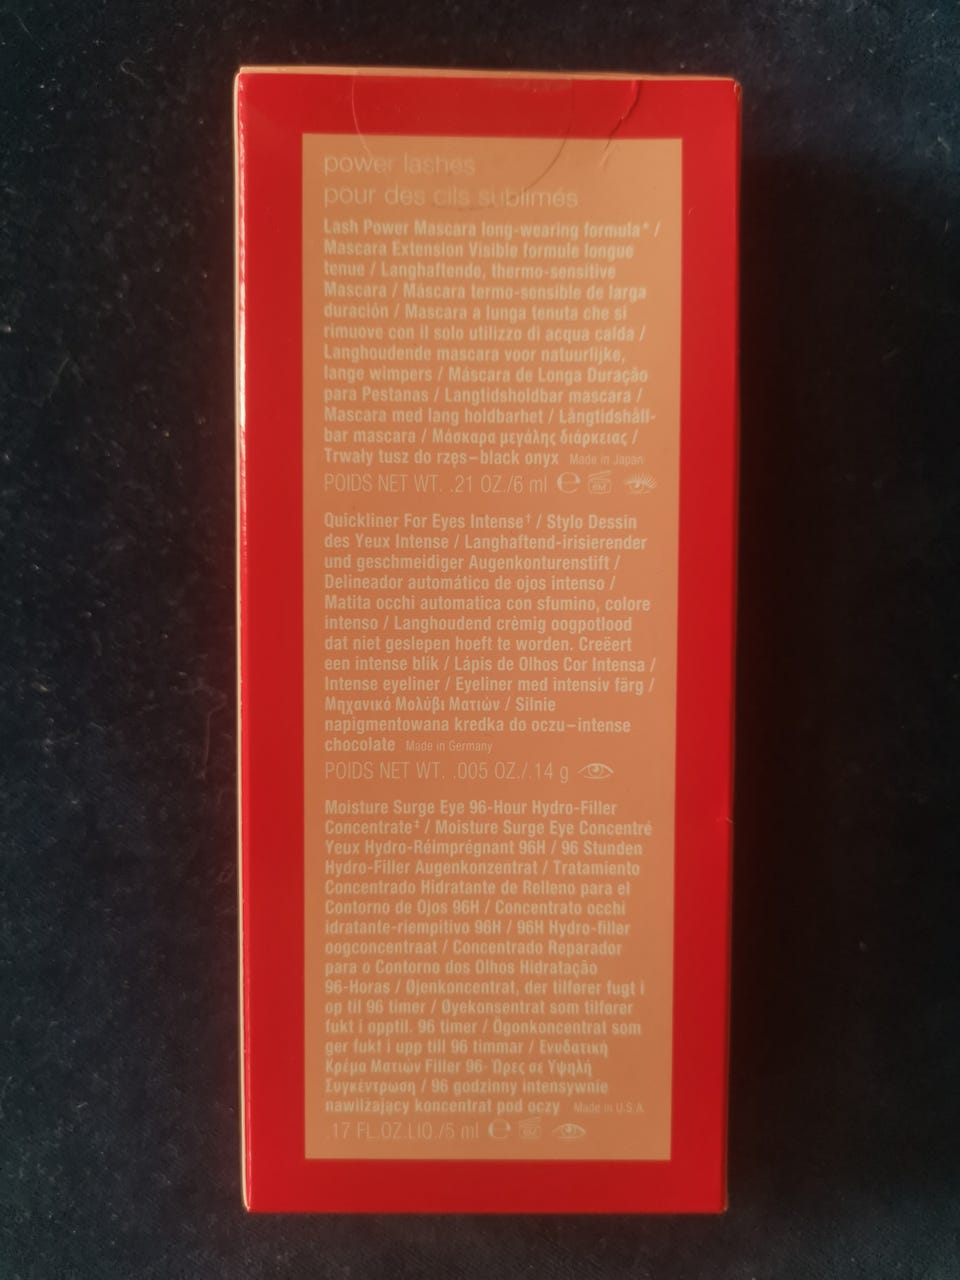 power lashes
pour des cils sublimés
Lash Power Mascara long-wearing formula* /
Mascara Extension Visible formule longue
tenue / Langhaftende, thermo-sensitive
Mascara / Máscara termo-sensible de larga
duración / Mascara a lunga tenuta che si
rimuove con il solo utilizzo di acqua calda /
Langhoudende mascara voor natuurlijke,
lange wimpers / Máscara de Longa Duração
para Pestanas / Langtidsholdbar mascara /
Mascara med lang holdbarhet / Långtidshåll-
bar mascara / Μάσκαρα μεγάλης διάρκειας /
Trwały tusz do rzęs–black onyx Made in Japan
POIDS NET WT. .21 OZ./6 ml ℮ 6M
Quickliner For Eyes Intense† / Stylo Dessin
des Yeux Intense / Langhaftend-irisierender
und geschmeidiger Augenkonturenstift /
Delineador automático de ojos intenso /
Matita occhi automatica con sfumino, colore
intenso / Langhoudend crèmig oogpotlood
dat niet geslepen hoeft te worden. Creëert
een intense blik / Lápis de Olhos Cor Intensa /
Intense eyeliner / Eyeliner med intensiv färg /
Μηχανικό Μολύβι Ματιών / Silnie
napigmentowana kredka do oczu–intense
chocolate Made in Germany
POIDS NET WT. .005 OZ./.14 g
Moisture Surge Eye 96-Hour Hydro-Filler
Concentrate‡ / Moisture Surge Eye Concentré
Yeux Hydro-Réimprégnant 96H / 96 Stunden
Hydro-Filler Augenkonzentrat / Tratamiento
Concentrado Hidratante de Relleno para el
Contorno de Ojos 96H / Concentrato occhi
idratante-riempitivo 96H / 96H Hydro-filler
oogconcentraat / Concentrado Reparador
para o Contorno dos Olhos Hidratação
96-Horas / Øjenkoncentrat, der tilfører fugt i
op til 96 timer / Øyekonsentrat som tilfører
fukt i opptil. 96 timer / Ögonkoncentrat som
ger fukt i upp till 96 timmar / Ενυδατική
Κρέμα Ματιών Filler 96- Ώρες σε Υψηλή
Συγκέντρωση / 96 godzinny intensywnie
nawilżający koncentrat pod oczy Made in U.S.A.
.17 FL.OZ.LIQ./5 ml ℮ 6M